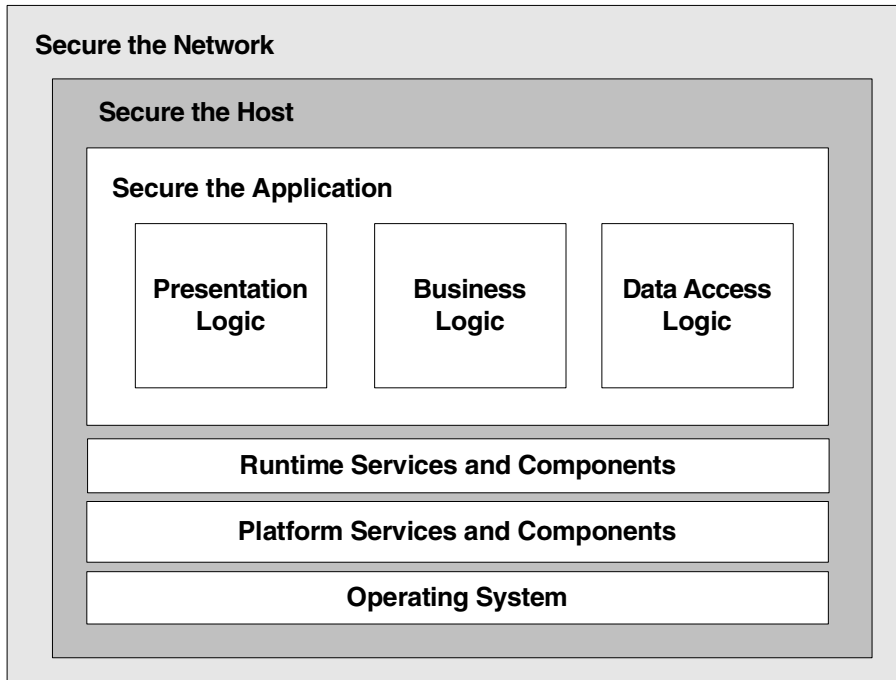 Secure the Network
Secure the Host
Secure the Application
Presentation
Logic
Business
Logic
Data Access
Logic
Runtime Services and Components
Platform Services and Components
Operating System